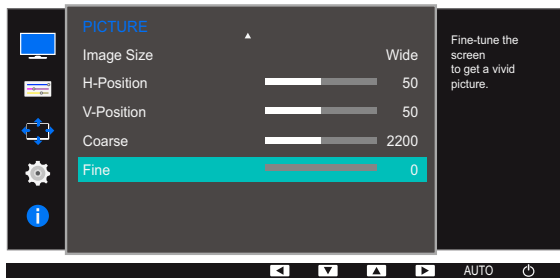 PICTURE
Image Size Wide
H-Position 50
V-Position 50
Coarse 2200
Fine 0
Fine-tune the
screen
to get a vivid
picture.
i
AUTO